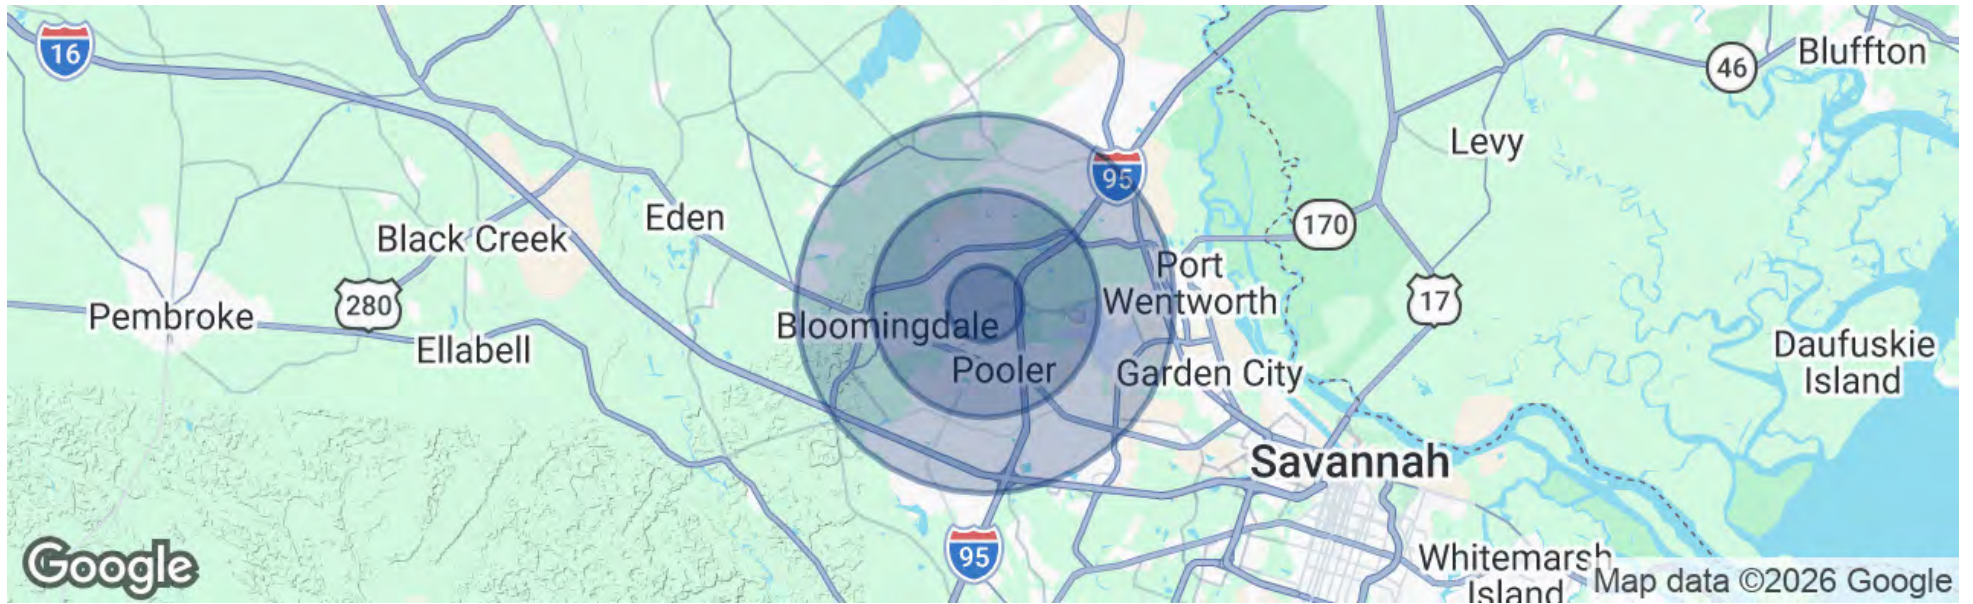 16
46
Bluffton
Levy
95
170
Eden
Black Creek
Port
Wentworth
280
17
Pembroke
Bloomingdale
Ellabell
Pooler
Garden City
Daufuskie
Island
Savannah
95
Whitemarsh
Island
Google
Map data ©2026 Google